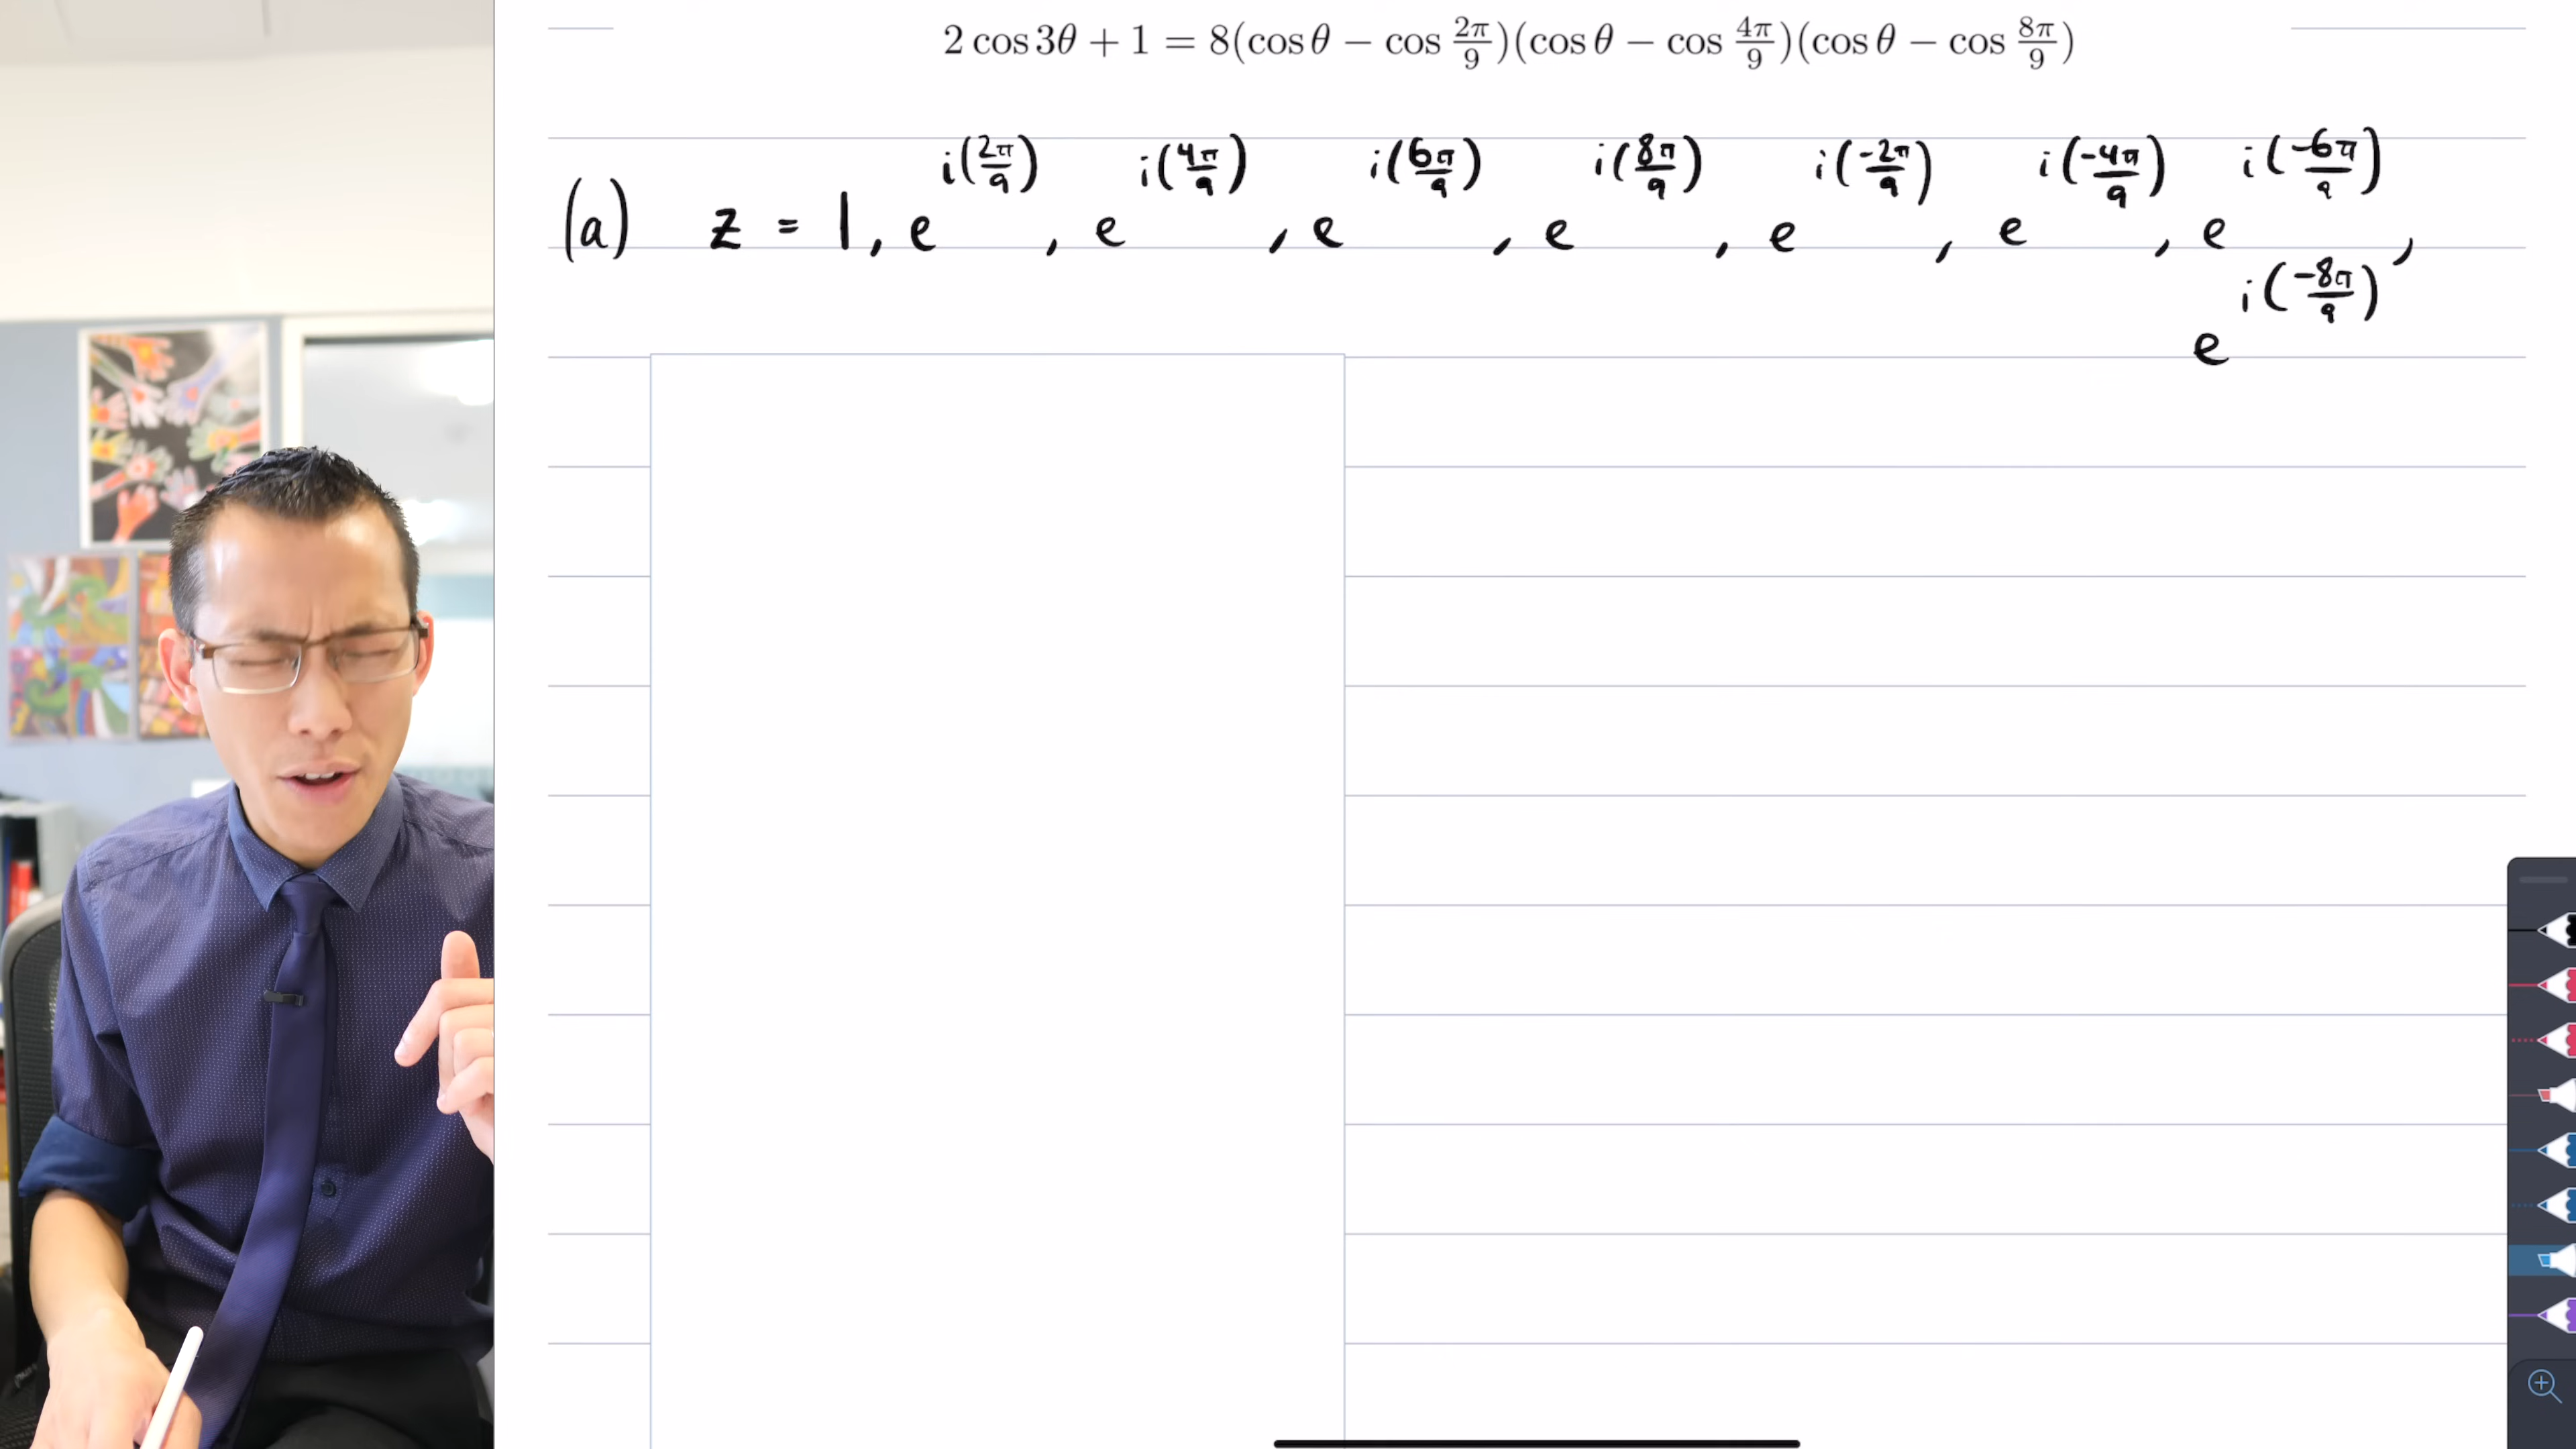 2 cos 3θ + 1 = 8(cos θ − cos 2π/9)(cos θ − cos 4π/9)(cos θ − cos 8π/9)
(a) z = 1, e^i(2π/9), e^i(4π/9), e^i(6π/9), e^i(8π/9), e^i(-2π/9), e^i(-4π/9), e^i(-6π/9),
e^i(-8π/9)